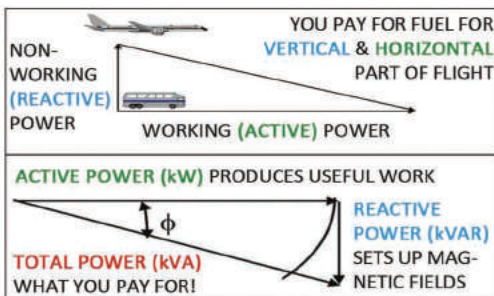 YOU PAY FOR FUEL FOR
VERTICAL & HORIZONTAL
PART OF FLIGHT
NON-
WORKING
(REACTIVE)
POWER
WORKING (ACTIVE) POWER
ACTIVE POWER (kW) PRODUCES USEFUL WORK
ϕ
REACTIVE
POWER (kVAR)
SETS UP MAG-
NETIC FIELDS
TOTAL POWER (kVA)
WHAT YOU PAY FOR!